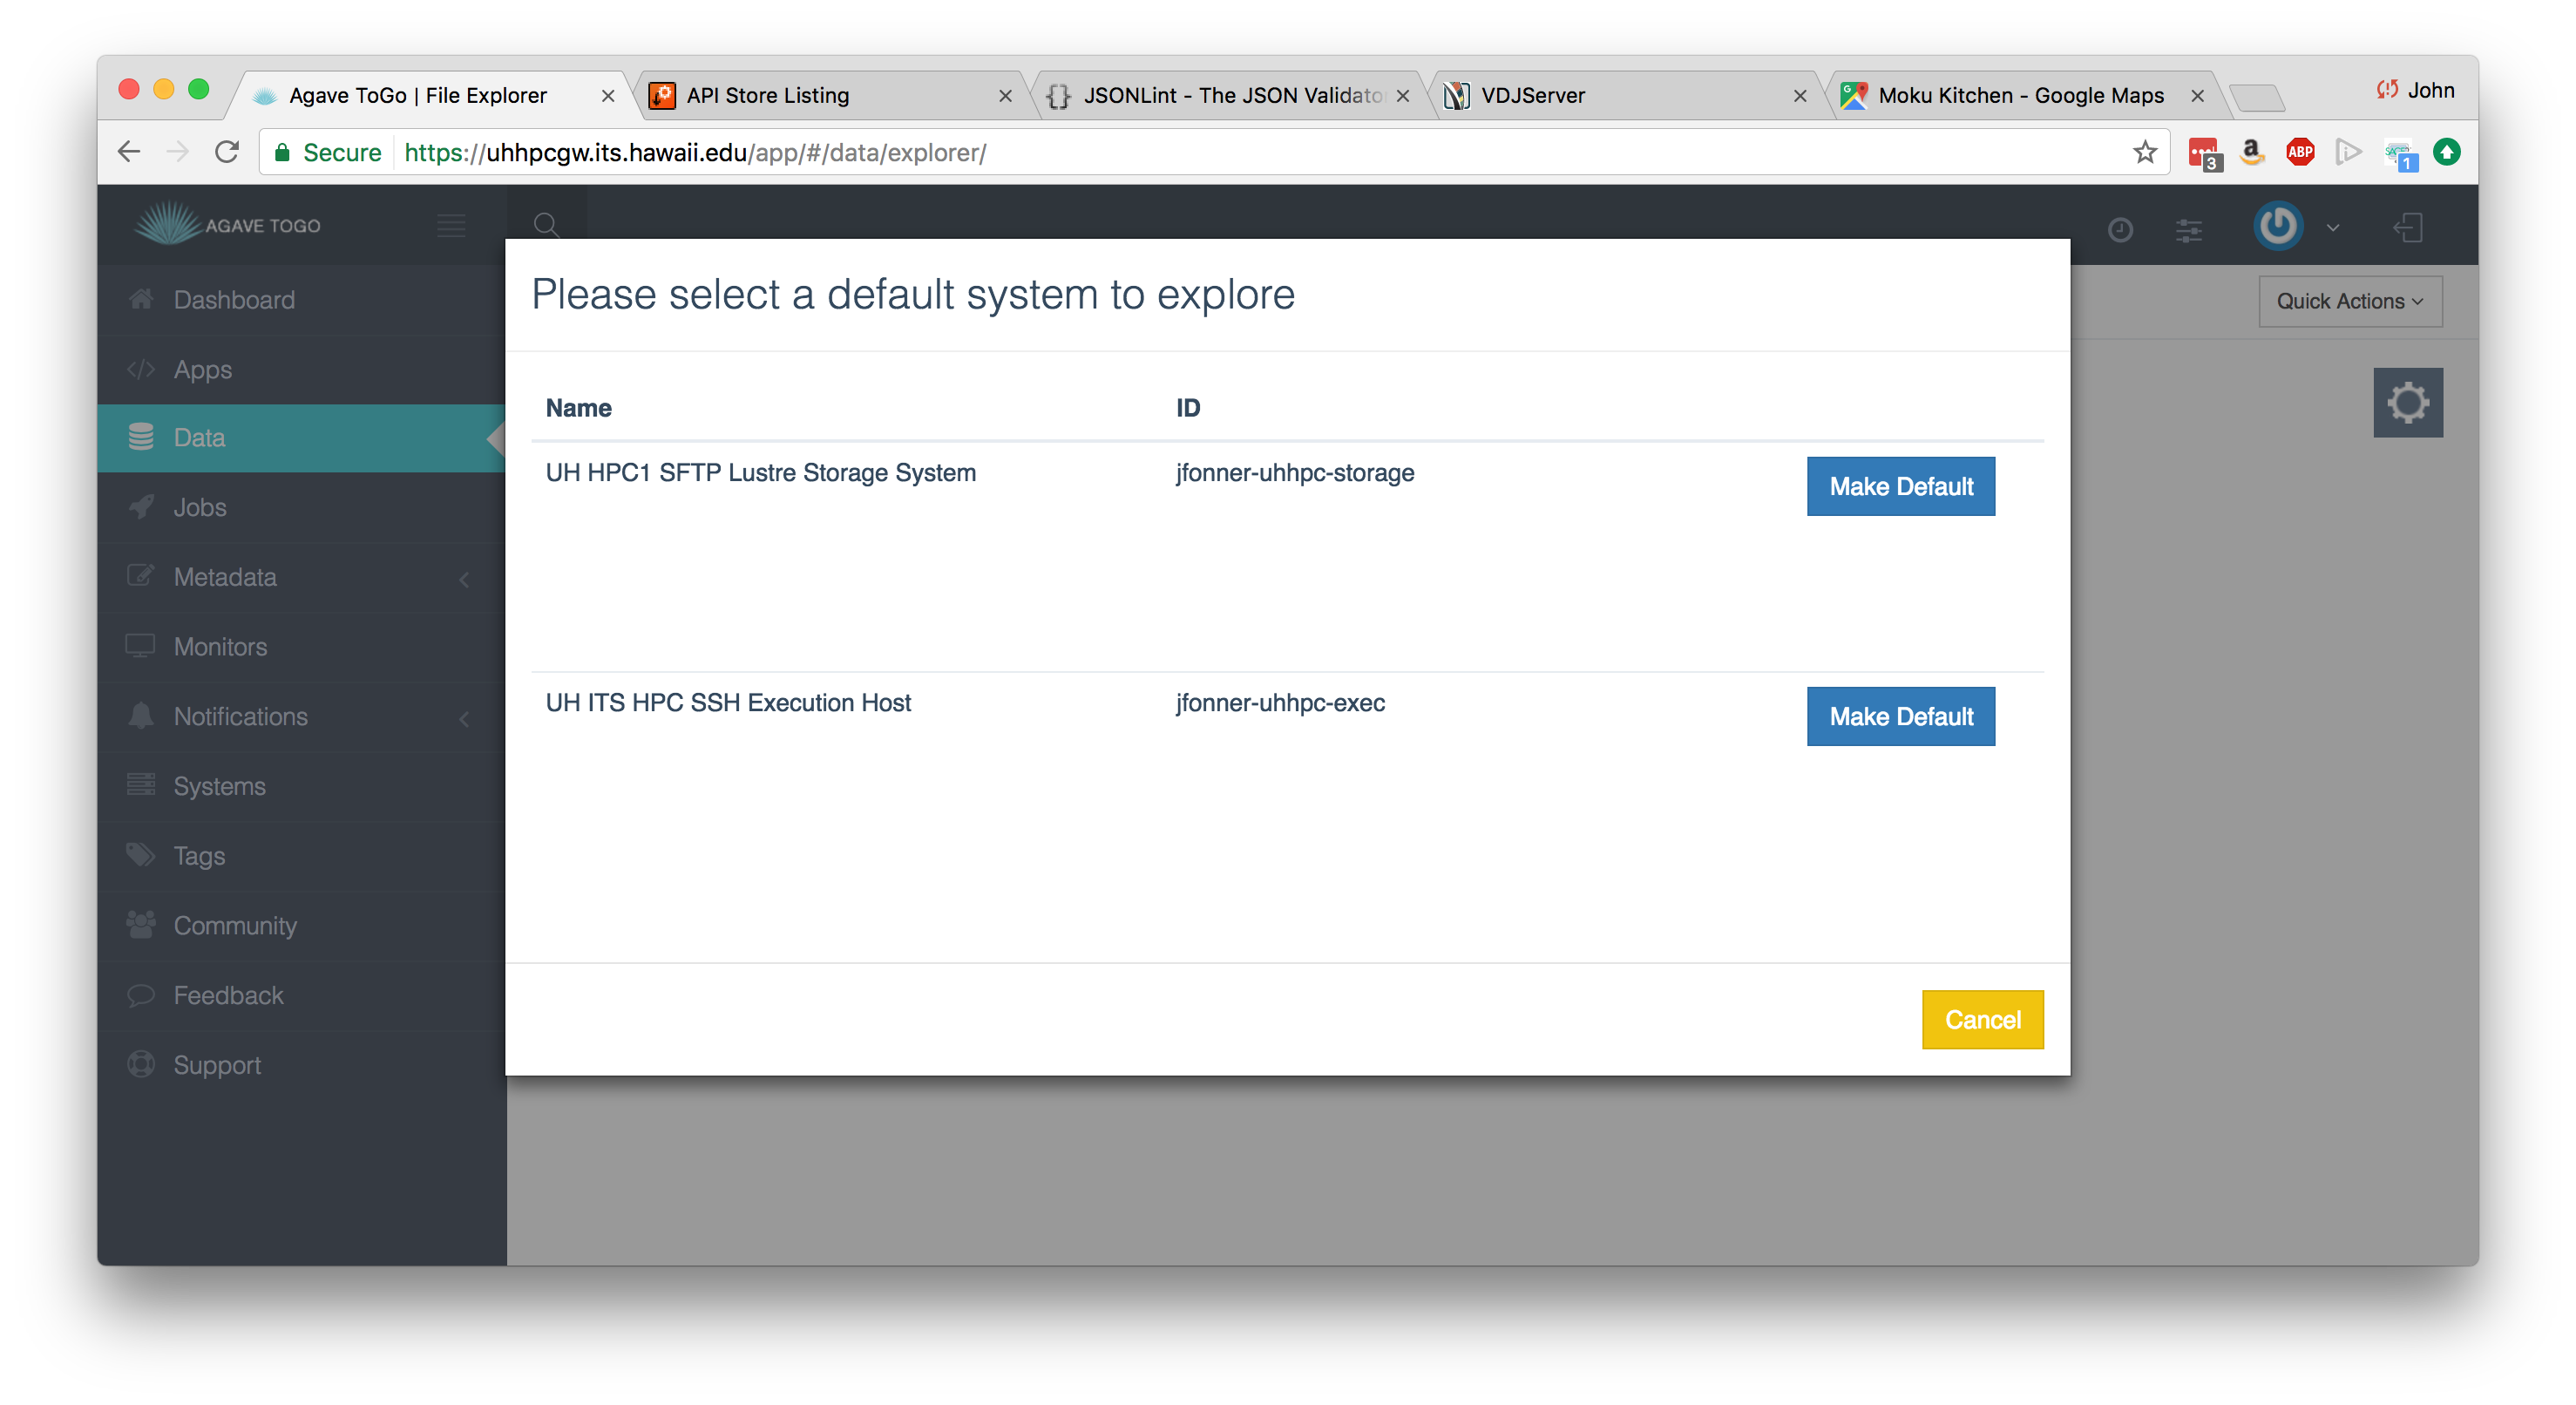 Agave ToGo | File Explorer
API Store Listing
JSONLint - The JSON Validato
VDJServer
Moku Kitchen - Google Maps
John
Secure https://uhhpcgw.its.hawaii.edu/app/#/data/explorer/
3
a
ABP
1
AGAVE TOGO
Quick Actions
Dashboard
Apps
Data
Jobs
Metadata
Monitors
Notifications
Systems
Tags
Community
Feedback
Support
Please select a default system to explore
Name ID
UH HPC1 SFTP Lustre Storage System jfonner-uhhpc-storage Make Default
UH ITS HPC SSH Execution Host jfonner-uhhpc-exec Make Default
Cancel